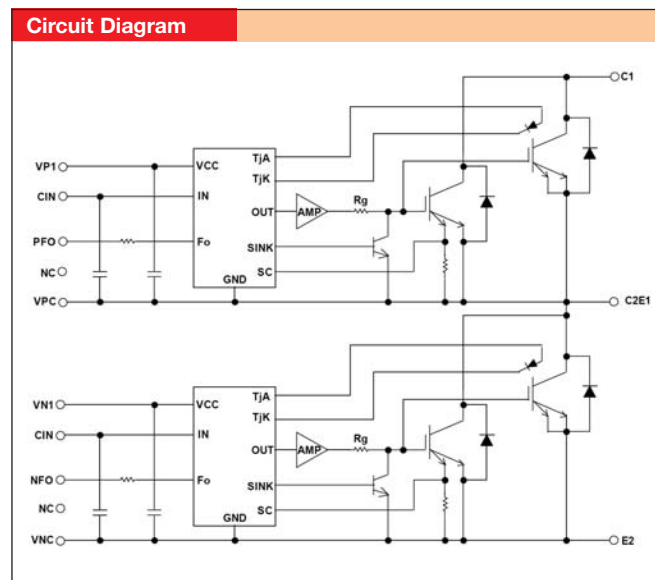 Circuit Diagram
C1
TjA
VP1
VCC
TjK
CIN
IN
Rg
OUT
AMP
PFO
Fo
SINK
NC
SC
GND
VPC
C2E1
TjA
VN1
VCC
TjK
CIN
IN
Rg
OUT
AMP
NFO
Fo
SINK
NC
SC
GND
VNC
E2